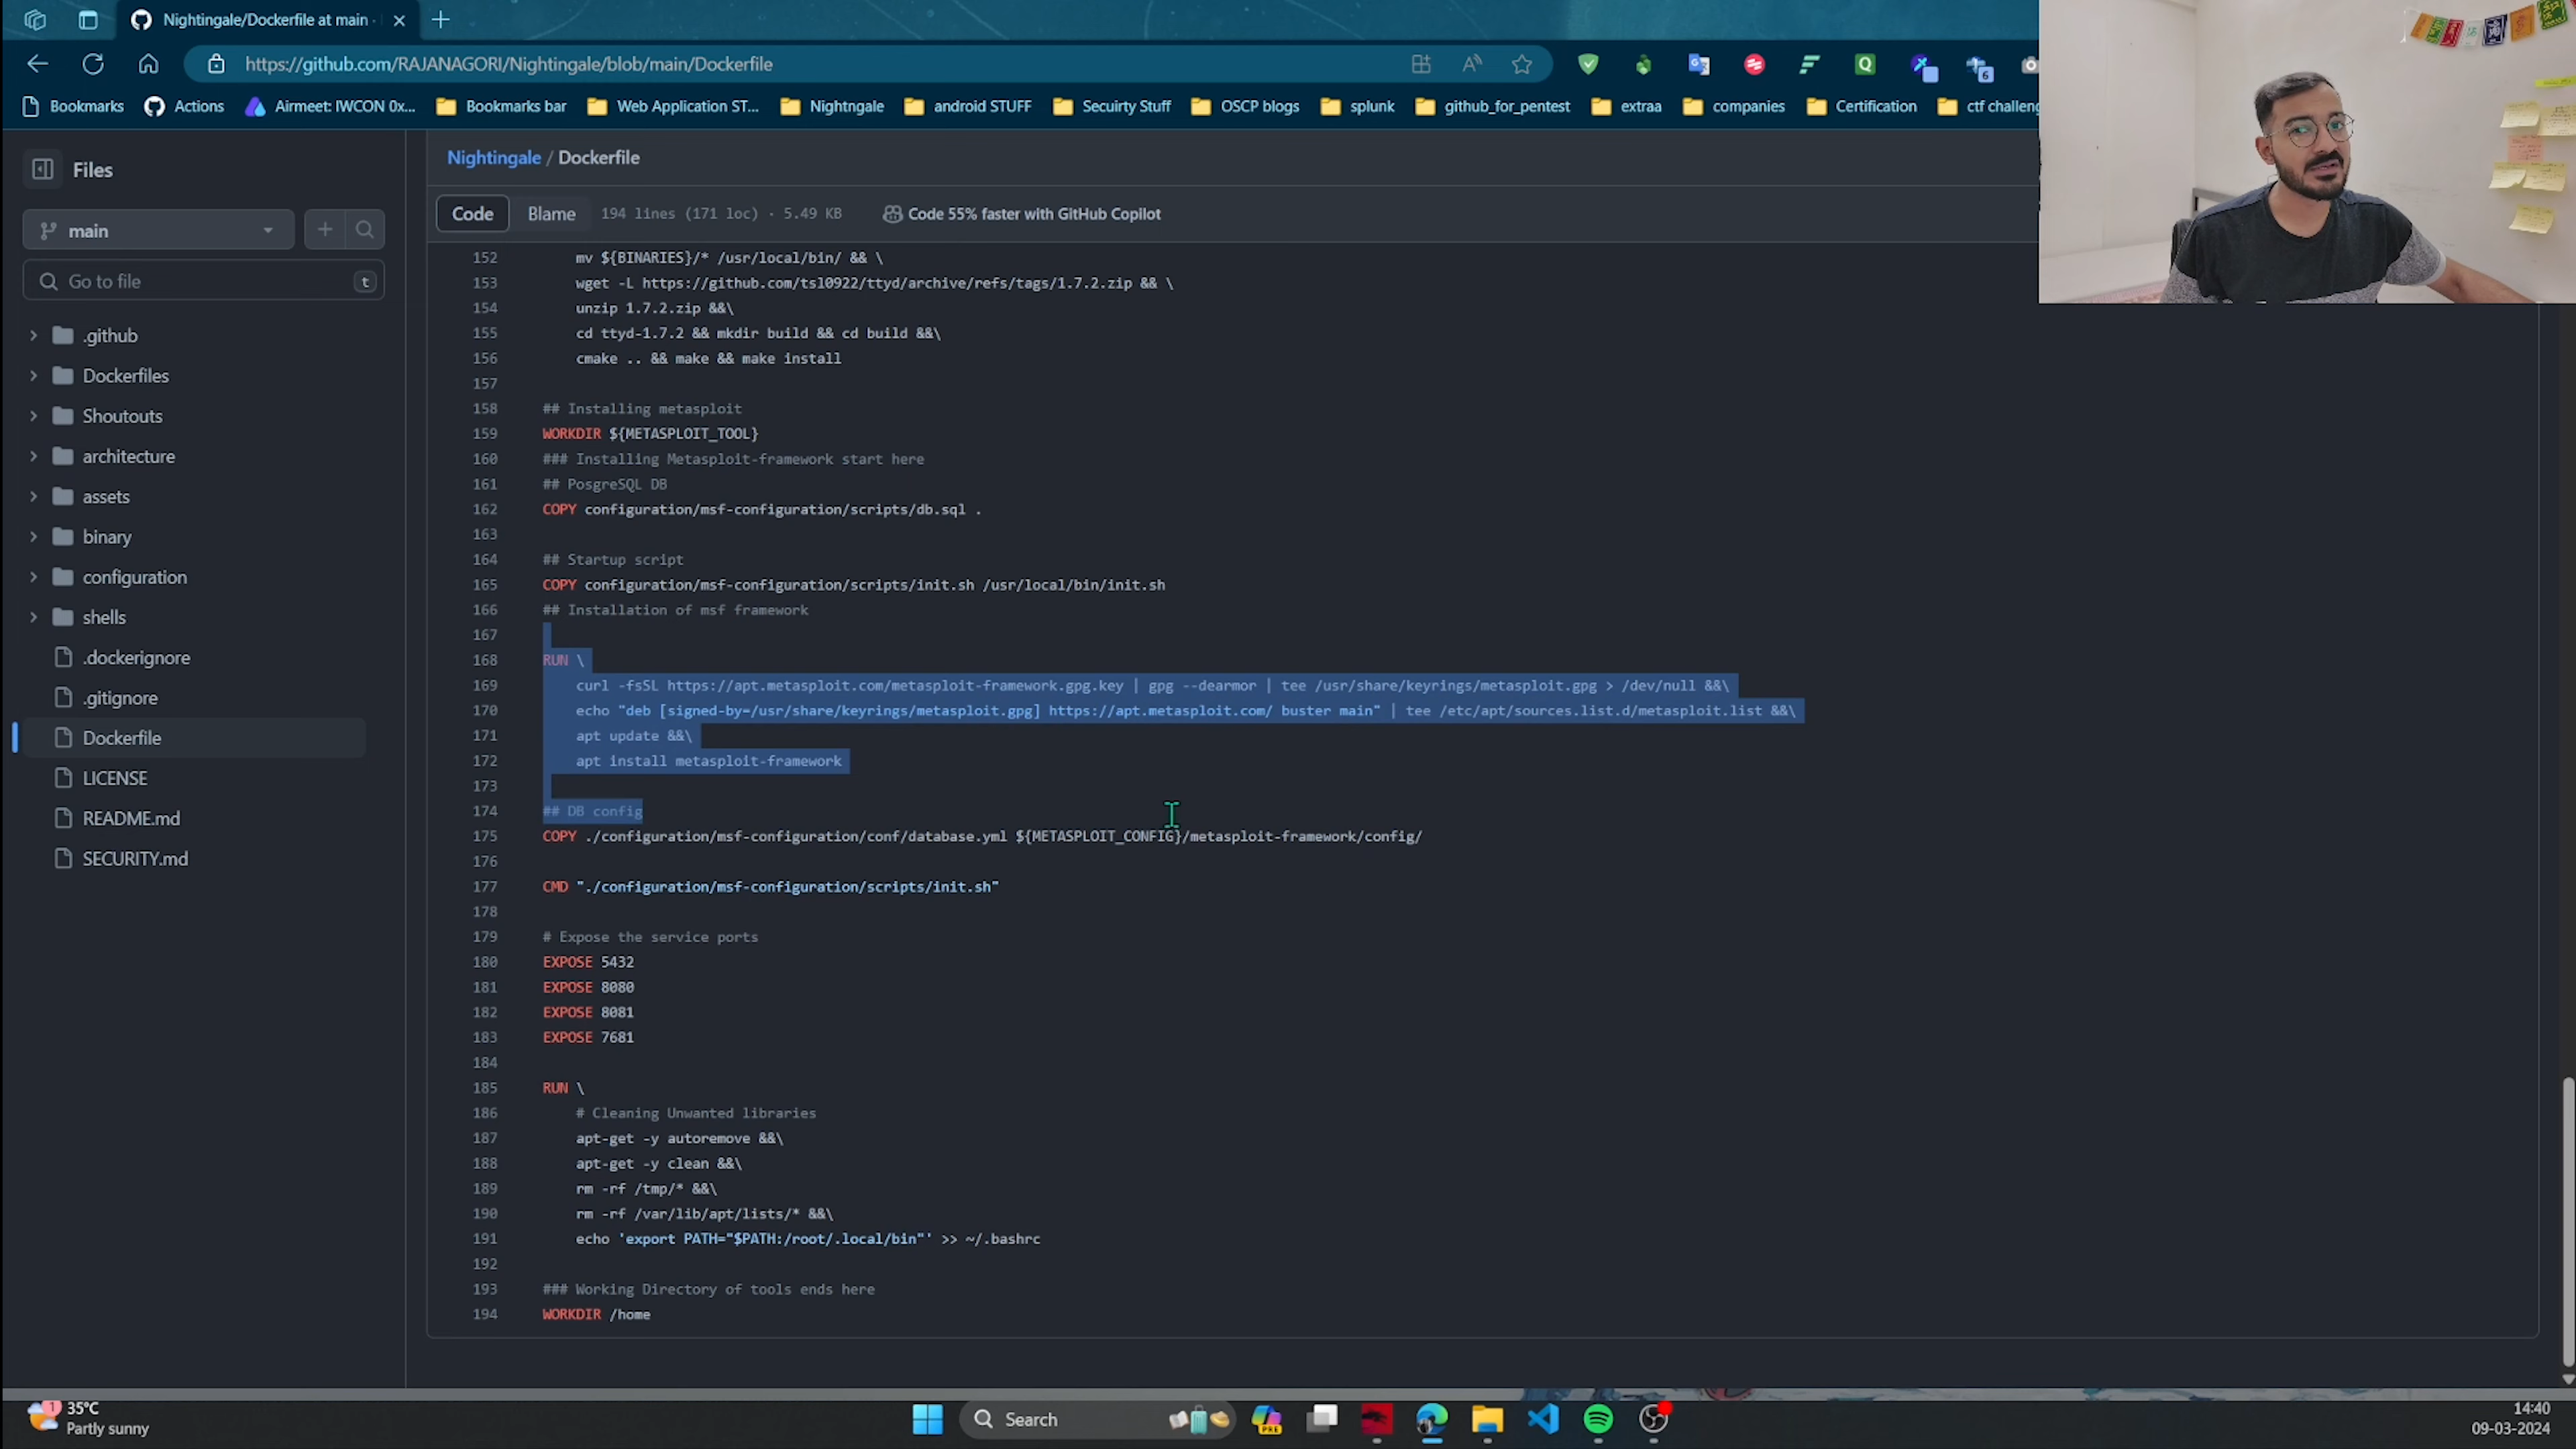 Nightingale/Dockerfile at main ·
https://github.com/RAJANAGORI/Nightingale/blob/main/Dockerfile
Bookmarks Actions Airmeet: IWCON 0x... Bookmarks bar Web Application ST... Nightngale android STUFF Secuirty Stuff OSCP blogs splunk github_for_pentest extraa companies Certification ctf challeng
Files
main
Go to file t
.github
Dockerfiles
Shoutouts
architecture
assets
binary
configuration
shells
.dockerignore
.gitignore
Dockerfile
LICENSE
README.md
SECURITY.md
Nightingale / Dockerfile
Code Blame 194 lines (171 loc) · 5.49 KB Code 55% faster with GitHub Copilot
152 mv ${BINARIES}/* /usr/local/bin/ && \
153 wget -L https://github.com/tsl0922/ttyd/archive/refs/tags/1.7.2.zip && \
154 unzip 1.7.2.zip &&\
155 cd ttyd-1.7.2 && mkdir build && cd build &&\
156 cmake .. && make && make install
157
158 ## Installing metasploit
159 WORKDIR ${METASPLOIT_TOOL}
160 ### Installing Metasploit-framework start here
161 ## PosgreSQL DB
162 COPY configuration/msf-configuration/scripts/db.sql .
163
164 ## Startup script
165 COPY configuration/msf-configuration/scripts/init.sh /usr/local/bin/init.sh
166 ## Installation of msf framework
167
168 RUN \
169 curl -fsSL https://apt.metasploit.com/metasploit-framework.gpg.key | gpg --dearmor | tee /usr/share/keyrings/metasploit.gpg > /dev/null &&\
170 echo "deb [signed-by=/usr/share/keyrings/metasploit.gpg] https://apt.metasploit.com/ buster main" | tee /etc/apt/sources.list.d/metasploit.list &&\
171 apt update &&\
172 apt install metasploit-framework
173
174 ## DB config
175 COPY ./configuration/msf-configuration/conf/database.yml ${METASPLOIT_CONFIG}/metasploit-framework/config/
176
177 CMD "./configuration/msf-configuration/scripts/init.sh"
178
179 # Expose the service ports
180 EXPOSE 5432
181 EXPOSE 8080
182 EXPOSE 8081
183 EXPOSE 7681
184
185 RUN \
186 # Cleaning Unwanted libraries
187 apt-get -y autoremove &&\
188 apt-get -y clean &&\
189 rm -rf /tmp/* &&\
190 rm -rf /var/lib/apt/lists/* &&\
191 echo 'export PATH="$PATH:/root/.local/bin"' >> ~/.bashrc
192
193 ### Working Directory of tools ends here
194 WORKDIR /home
1 35°C
Partly sunny
Search
PRE
14:40
09-03-2024